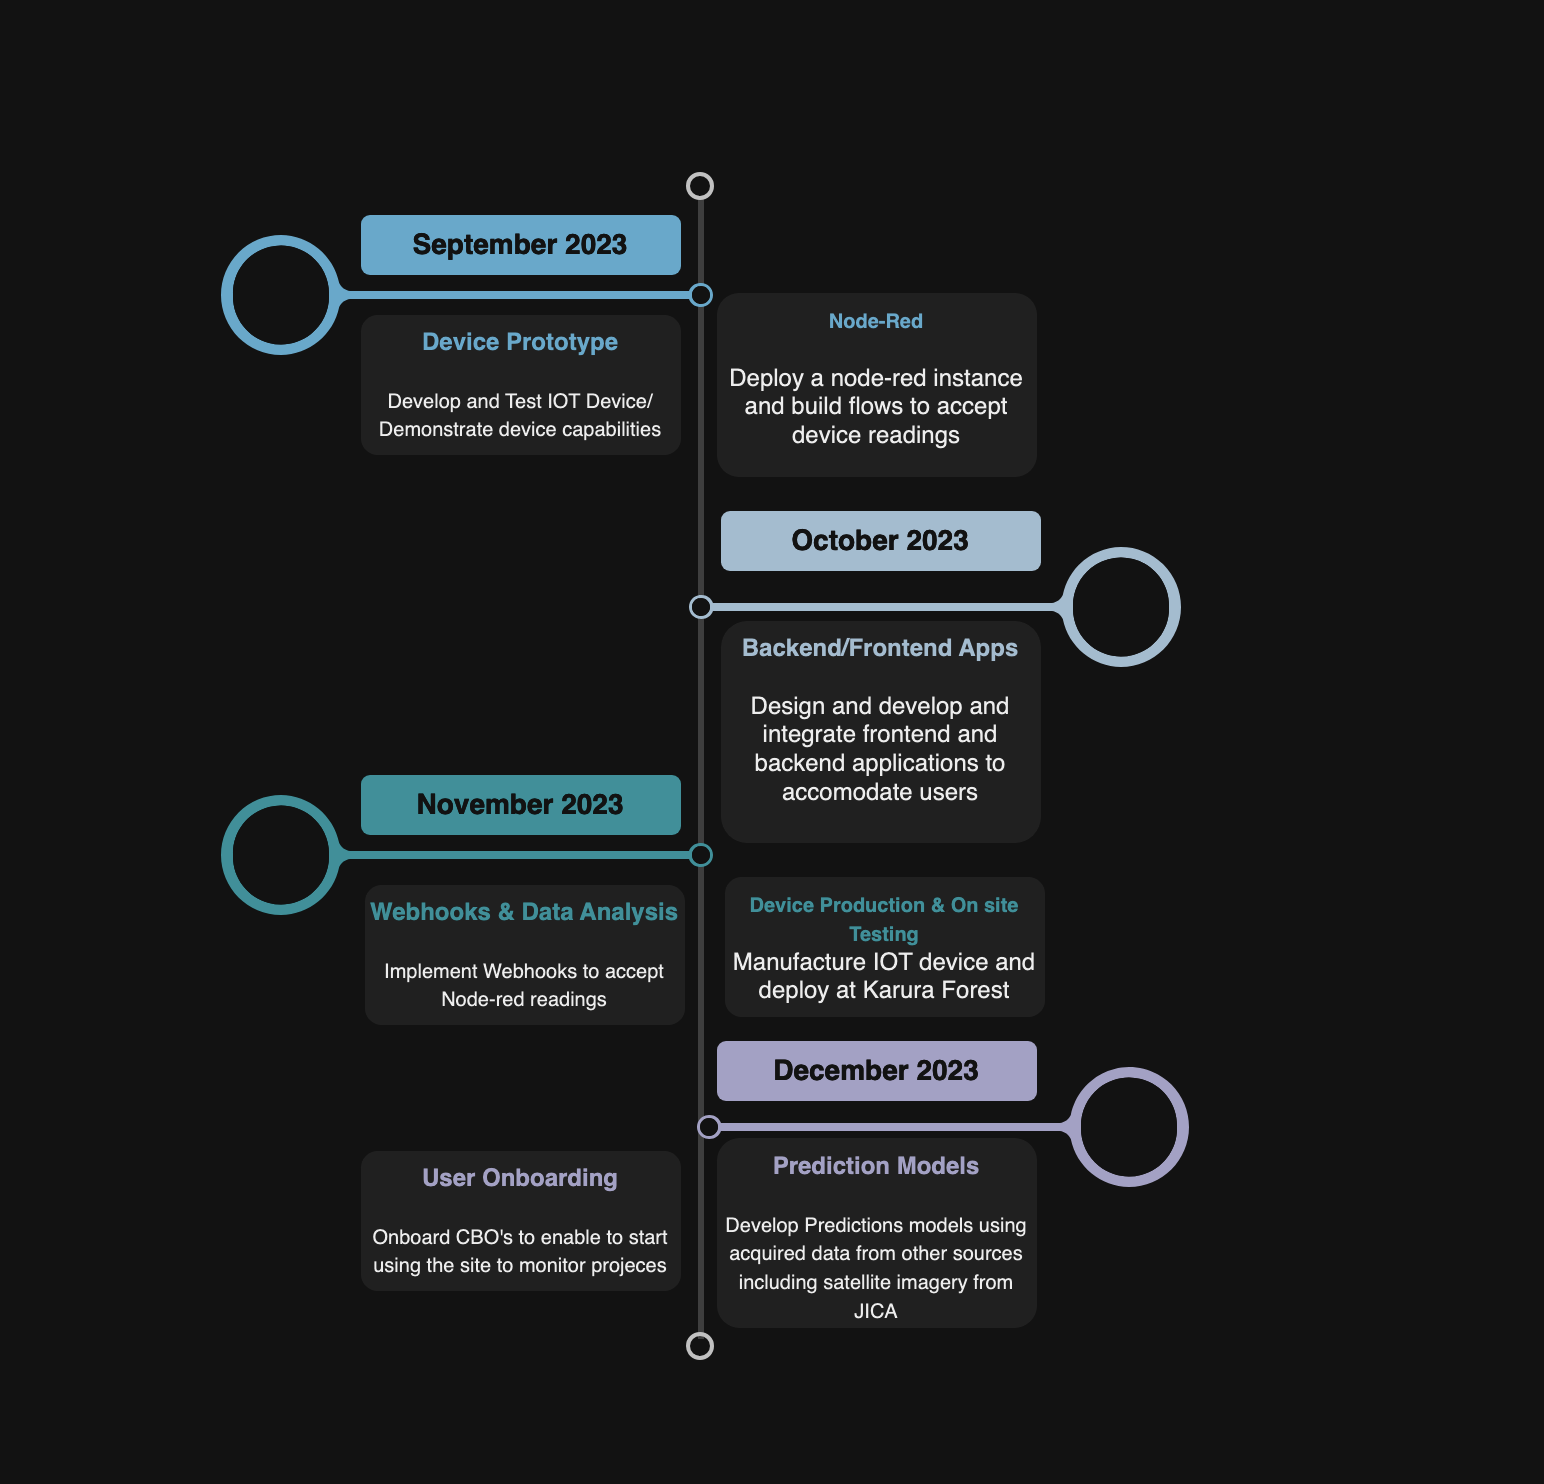 September 2023
Device Prototype
Develop and Test IOT Device/
Demonstrate device capabilities
Node-Red
Deploy a node-red instance
and build flows to accept
device readings
October 2023
Backend/Frontend Apps
Design and develop and
integrate frontend and
backend applications to
accomodate users
November 2023
Webhooks & Data Analysis
Implement Webhooks to accept
Node-red readings
Device Production & On site
Testing
Manufacture IOT device and
deploy at Karura Forest
December 2023
User Onboarding
Onboard CBO's to enable to start
using the site to monitor projeces
Prediction Models
Develop Predictions models using
acquired data from other sources
including satellite imagery from
JICA